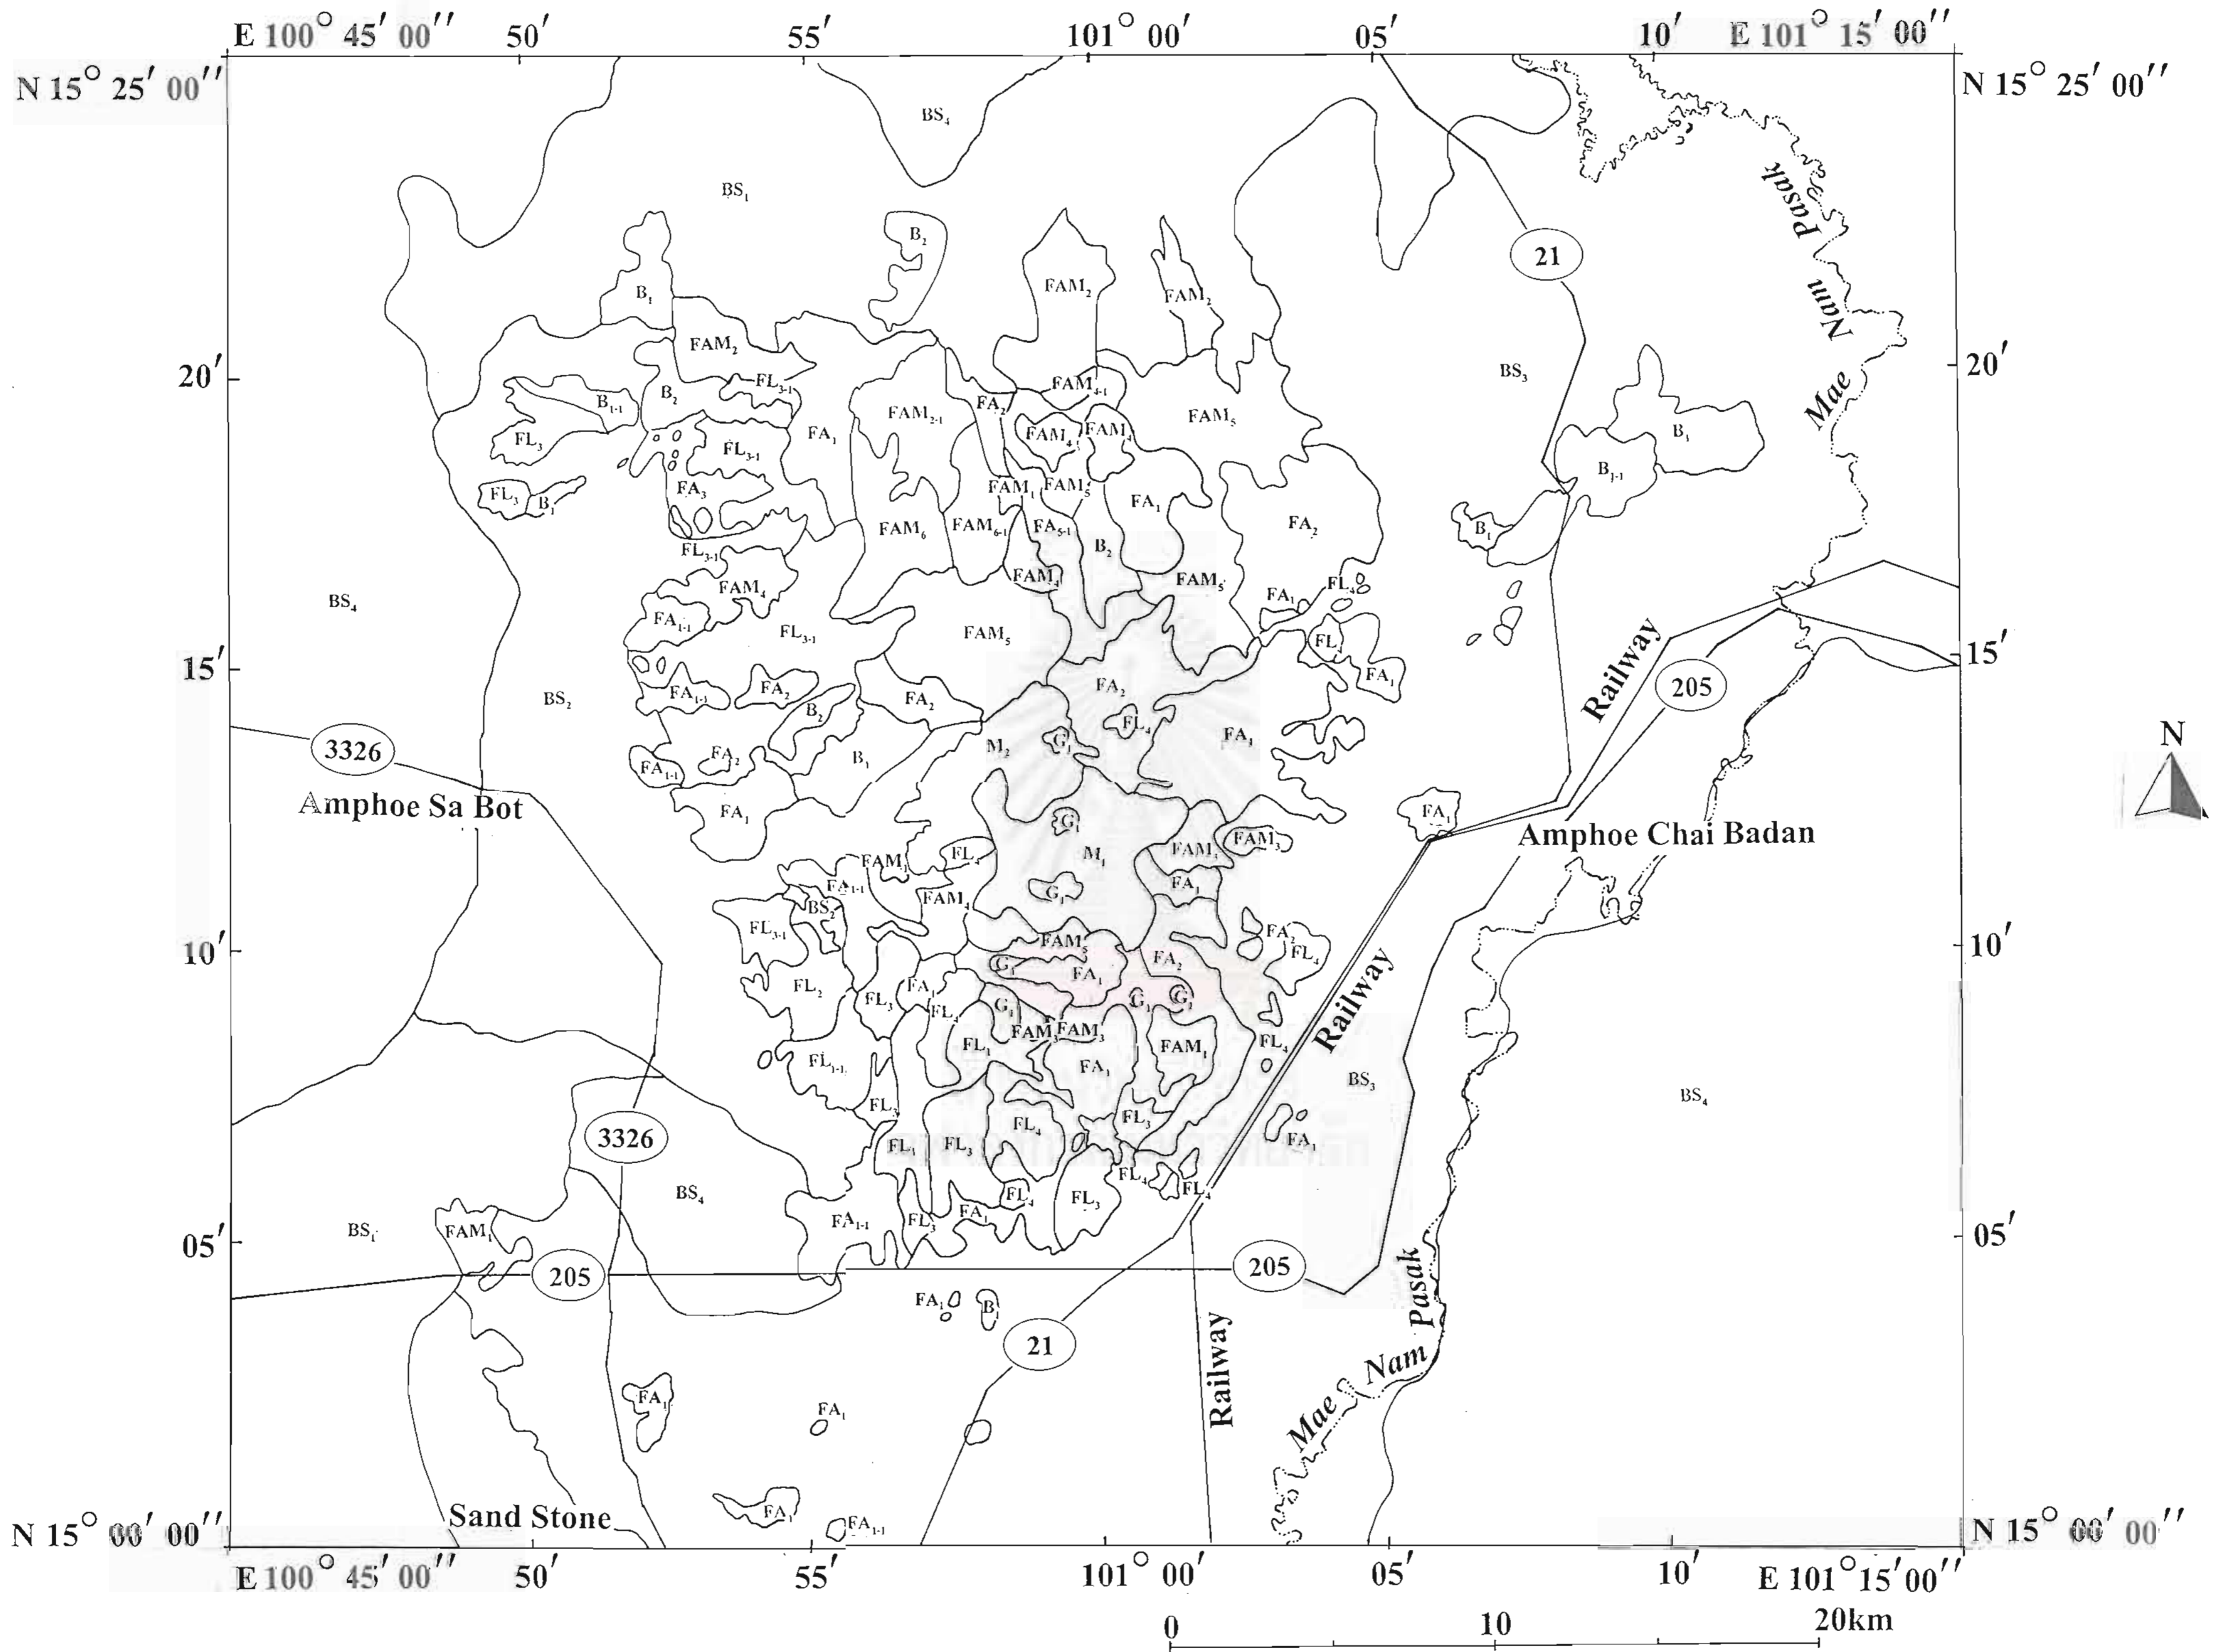 E 100° 45′ 00″ 50′ 55′ 101° 00′ 05′ 10′ E 101° 15′ 00″
N 15° 25′ 00″ N 15° 25′ 00″
BS₄
BS₁
Mae Nam Pasak
B₂
21
FAM₂
B₁
FAM₂
FAM₂
20′ 20′
BS₃
FL₃₋₁
FAM₄₋₁
B₂
B₁₋₁
FA₂
FAM₂₋₁
FAM₅
FL₃
FA₁
FAM₄
FAM₄
B₁
FL₃₋₁
B₁₋₁
FA₃
FAM₁
FAM₅
FL₃
B₁
FA₁
FAM₆
FAM₆₋₁
FA₅₋₁
FA₂
B₁
B₂
FL₃₋₁
FAM₄
FAM₄
FAM₅
FL₄
FA₁
BS₄
FA₁₋₁
FL₃₋₁
FAM₅
FL
15′ 15′
Railway
FA₁
205
FA₁₋₁
FA₂
FA₂
FA₂
BS₂
B₂
FL₄
3326
M₂
G₁
FA₁
FA₁₋₁
FA₂
B₁
Amphoe Sa Bot
FA₁
FA₁
Amphoe Chai Badan
G₁
M₁
FAM₃
FAM
FL₄
FAM₁
FA₁₋₁
G₁
FA₁
FAM₄
BS₂
FL₃₋₁
FA₂
FL₄
10′ 10′
FAM₅
G₁
FA₁
FA₂
FL₂
FL₃
FA₁
G₁
G₁
G₁
FL₄
Railway
FAM₃
FAM₃
FL₁
FAM₁
FL₄
FL₁₋₁
FA₁
BS₃
BS₄
FL₃
FL₄
FL₃
3326
FL₁
FL₃
FA₁
FL₄
FL₄
BS₄
FL₄
FL₃
FA₁₋₁
FL₃
FA₁
BS₁
FAM₁
05′ 05′
205
205
Mae Nam Pasak
FA₁
B
21
Railway
FA₁
FA₁
FA₁
Sand Stone
FA₁₋₁
N 15° 00′ 00″ N 15° 00′ 00″
E 100° 45′ 00″ 50′ 55′ 101° 00′ 05′ 10′ E 101° 15′ 00″
0 10 20km
N